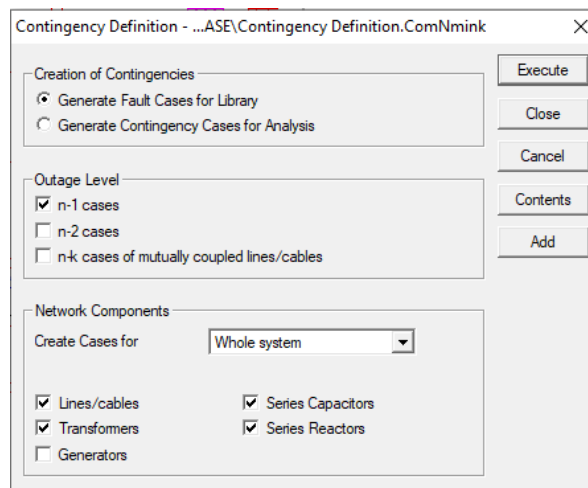 Contingency Definition - ...ASE\Contingency Definition.ComNmink
Creation of Contingencies
Generate Fault Cases for Library
Generate Contingency Cases for Analysis
Execute
Close
Cancel
Contents
Add
Outage Level
n-1 cases
n-2 cases
n-k cases of mutually coupled lines/cables
Network Components
Create Cases for Whole system
Lines/cables Series Capacitors
Transformers Series Reactors
Generators